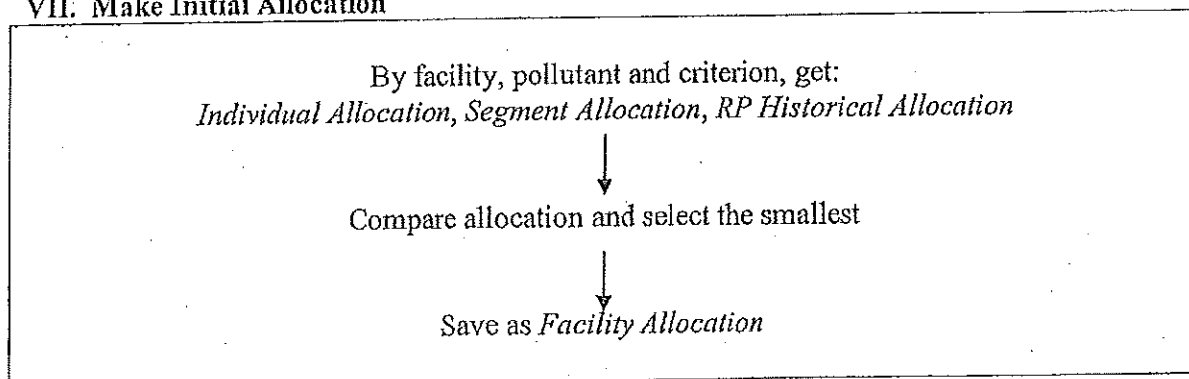 VII. Make Initial Allocation
By facility, pollutant and criterion, get:
Individual Allocation, Segment Allocation, RP Historical Allocation
Compare allocation and select the smallest
Save as Facility Allocation